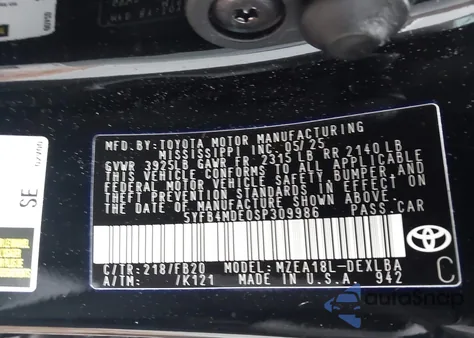 MFD.BY:TOYOTA MOTOR MANUFACTURING
MISSISSIPPI INC. 05/25
GVWR 3925LB GAWR FR 2315 LB RR 2140 LB
THIS VEHICLE CONFORMS TO ALL APPLICABLE
FEDERAL MOTOR VEHICLE SAFETY, BUMPER, AND
THEFT PREVENTION STANDARDS IN EFFECT ON
THE DATE OF MANUFACTURE SHOWN ABOVE.
5YFB4MDE0SP309986 PASS.CAR
C/TR: 218/FB20 MODEL: MZEA18L-DEXLBA
A/TM: /K121 MADE IN U.S.A. 942
C
TOYOTA
SE
autoSnap